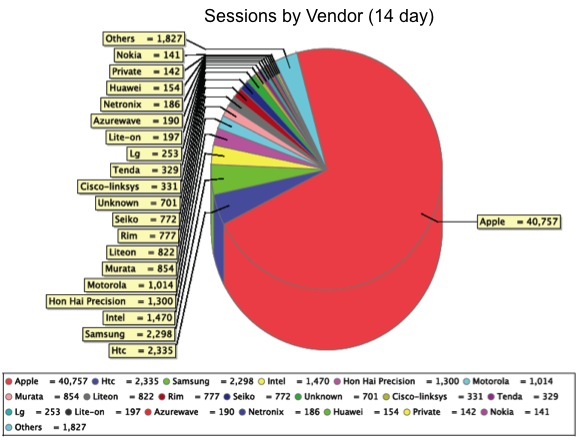 Sessions by Vendor (14 day)
Others = 1,827
Nokia = 141
Private = 142
Huawei = 154
Netronix = 186
Azurewave = 190
Lite-on = 197
Lg = 253
Tenda = 329
Cisco-linksys = 331
Unknown = 701
Seiko = 772
Rim = 777
Liteon = 822
Murata = 854
Motorola = 1,014
Hon Hai Precision = 1,300
Intel = 1,470
Samsung = 2,298
Htc = 2,335
Apple = 40,757
Apple = 40,757 Htc = 2,335 Samsung = 2,298 Intel = 1,470 Hon Hai Precision = 1,300 Motorola = 1,014
Murata = 854 Liteon = 822 Rim = 777 Seiko = 772 Unknown = 701 Cisco-linksys = 331 Tenda = 329
Lg = 253 Lite-on = 197 Azurewave = 190 Netronix = 186 Huawei = 154 Private = 142 Nokia = 141
Others = 1,827